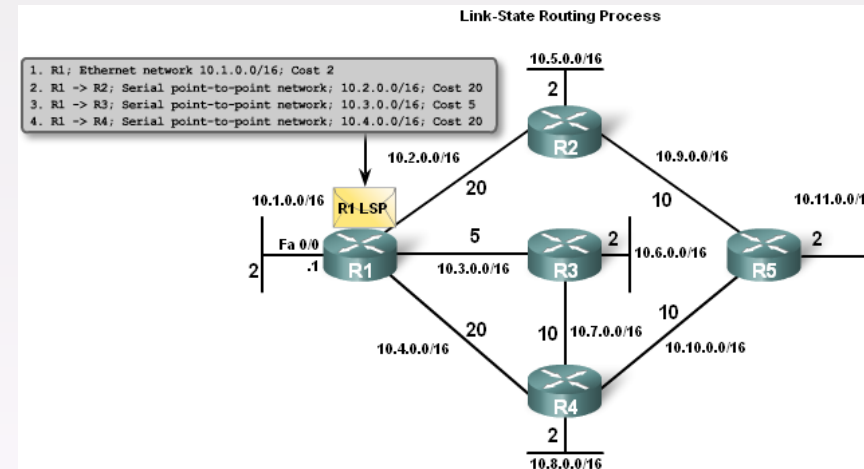 Link-State Routing Process
1. R1; Ethernet network 10.1.0.0/16; Cost 2
2. R1 -> R2; Serial point-to-point network; 10.2.0.0/16; Cost 20
3. R1 -> R3; Serial point-to-point network; 10.3.0.0/16; Cost 5
4. R1 -> R4; Serial point-to-point network; 10.4.0.0/16; Cost 20
10.5.0.0/16
2
R2
10.2.0.0/16
20
10.9.0.0/16
10
10.1.0.0/16
R1 LSP
10.11.0.0/1
Fa 0/0
.1
2
R1
5
10.3.0.0/16
R3
2
10.6.0.0/16
R5
2
20
10.4.0.0/16
10
10.7.0.0/16
10
10.10.0.0/16
R4
2
10.8.0.0/16